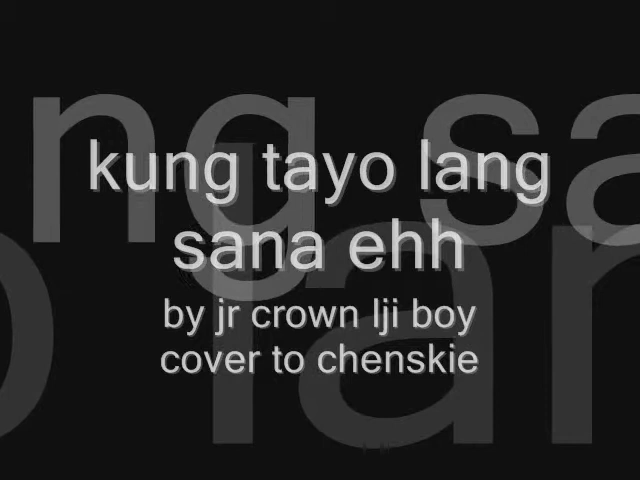 kung tayo lang
sana ehh
by jr crown lji boy
cover to chenskie